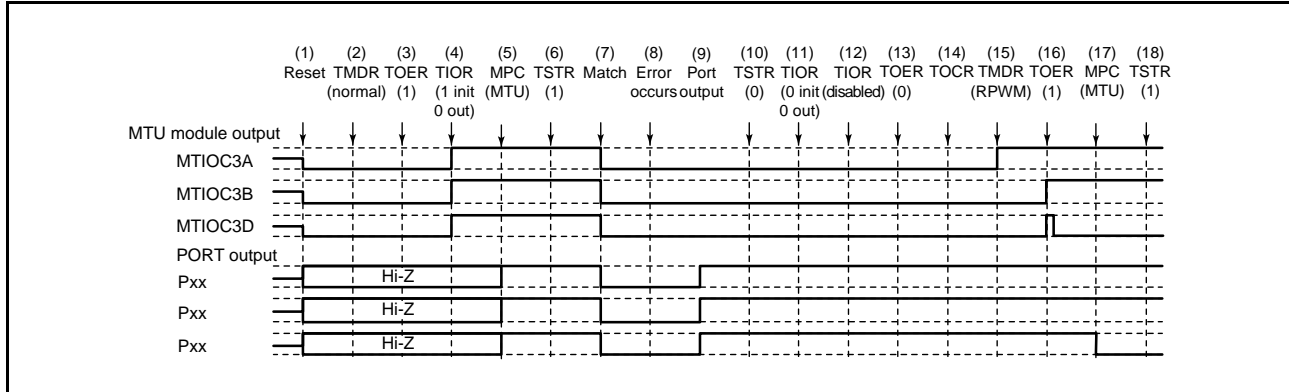 (1) (2) (3) (4) (5) (6) (7) (8) (9) (10) (11) (12) (13) (14) (15) (16) (17) (18)
Reset TMDR TOER TIOR MPC TSTR Match Error Port TSTR TIOR TIOR TOER TOCR TMDR TOER MPC TSTR
(normal) (1) (1 init (MTU) (1) occurs output (0) (0 init (disabled) (0) (RPWM) (1) (MTU) (1)
0 out) 0 out)
MTU module output
MTIOC3A
MTIOC3B
MTIOC3D
PORT output
Pxx Hi-Z
Pxx Hi-Z
Pxx Hi-Z